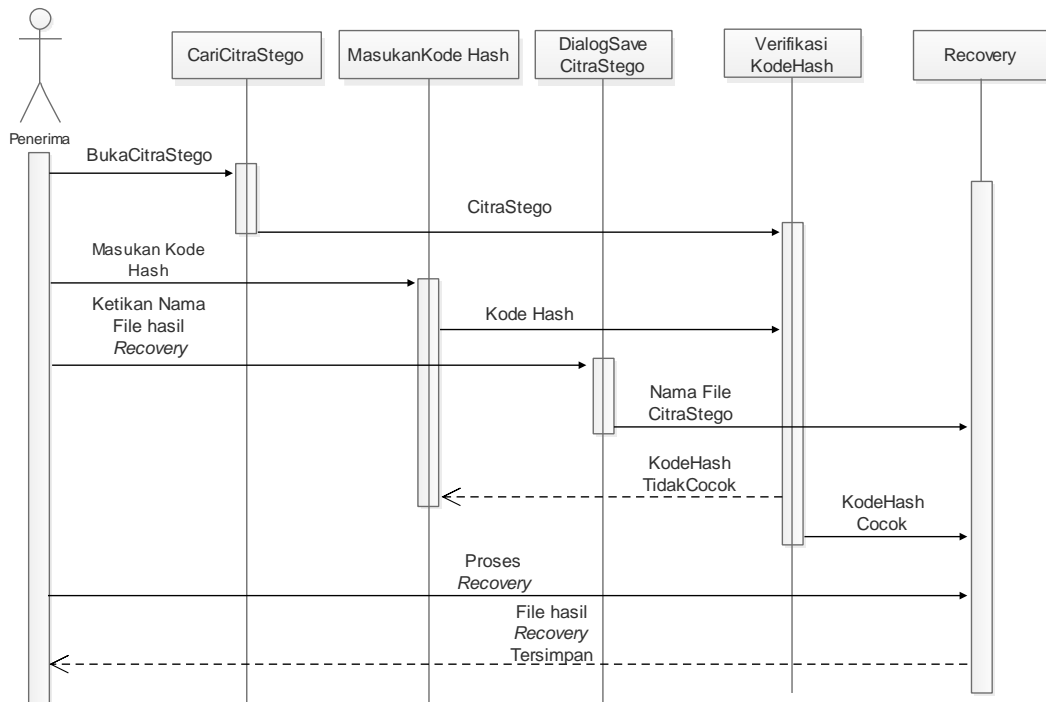 CariCitraStego
MasukanKode Hash
DialogSave
CitraStego
Verifikasi
KodeHash
Recovery
Penerima
BukaCitraStego
CitraStego
Masukan Kode
Hash
Ketikan Nama
File hasil
Recovery
Kode Hash
Nama File
CitraStego
KodeHash
TidakCocok
KodeHash
Cocok
Proses
Recovery
File hasil
Recovery
Tersimpan